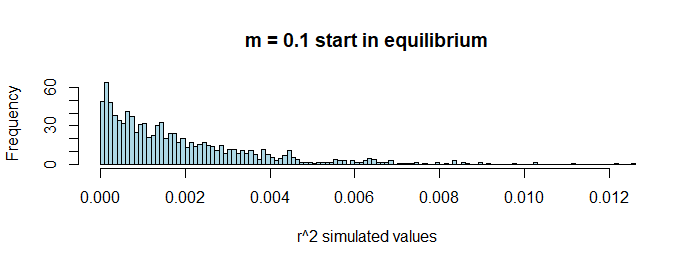 m = 0.1 start in equilibrium
Frequency
60
30
0
0.000 0.002 0.004 0.006 0.008 0.010 0.012
r^2 simulated values